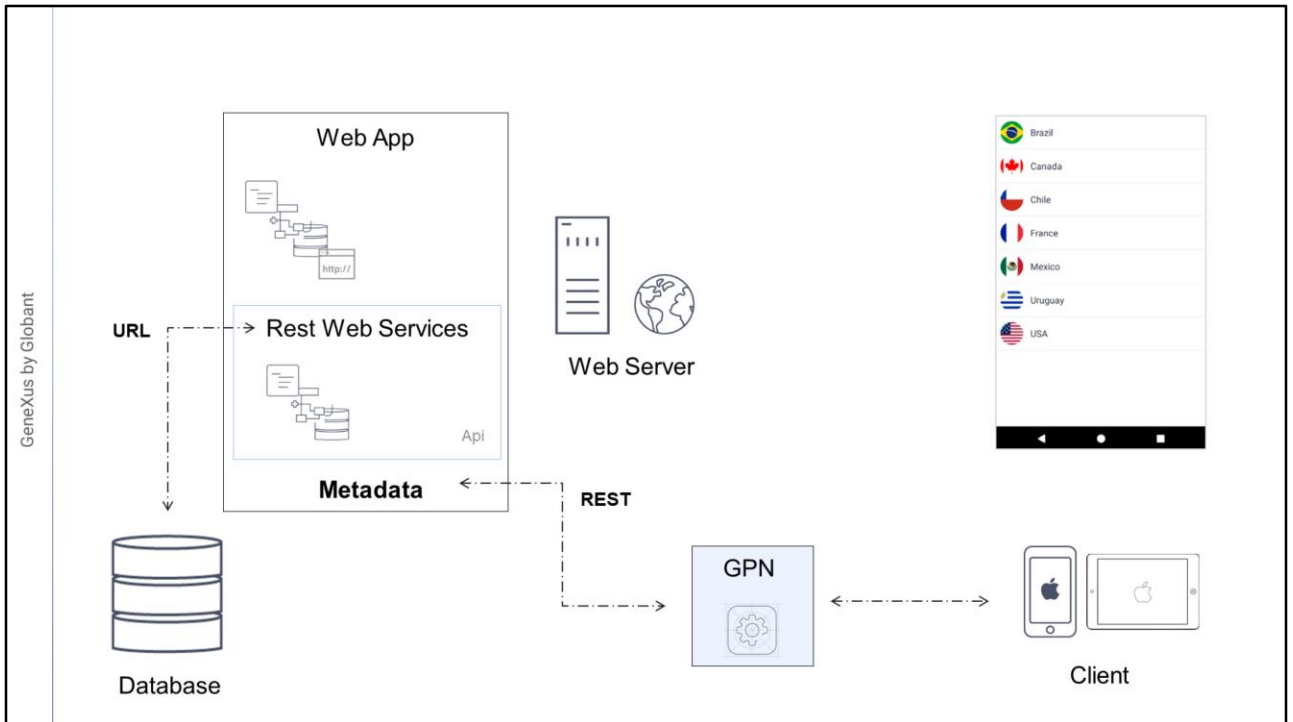 GeneXus by Globant
Web App
http://
URL
Rest Web Services
Api
Metadata
Web Server
REST
Database
GPN
Client
Brazil
Canada
Chile
France
Mexico
Uruguay
USA